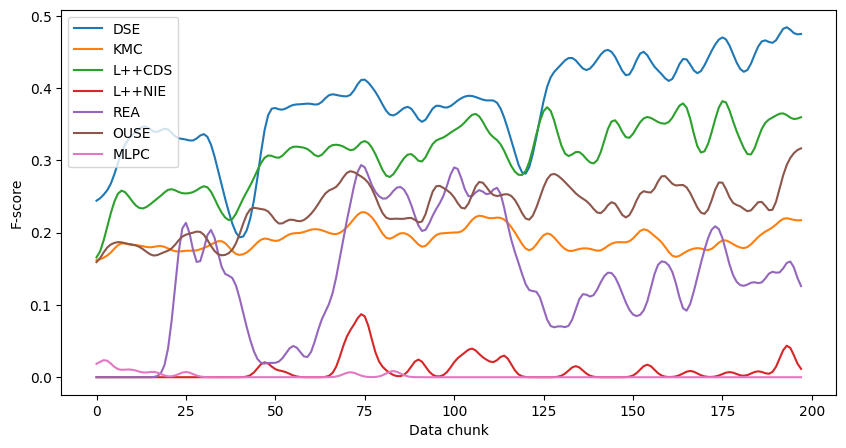 0.5
0.4
0.3
0.2
0.1
0.0
F-score
DSE
KMC
L++CDS
L++NIE
REA
OUSE
MLPC
0 25 50 75 100 125 150 175 200
Data chunk